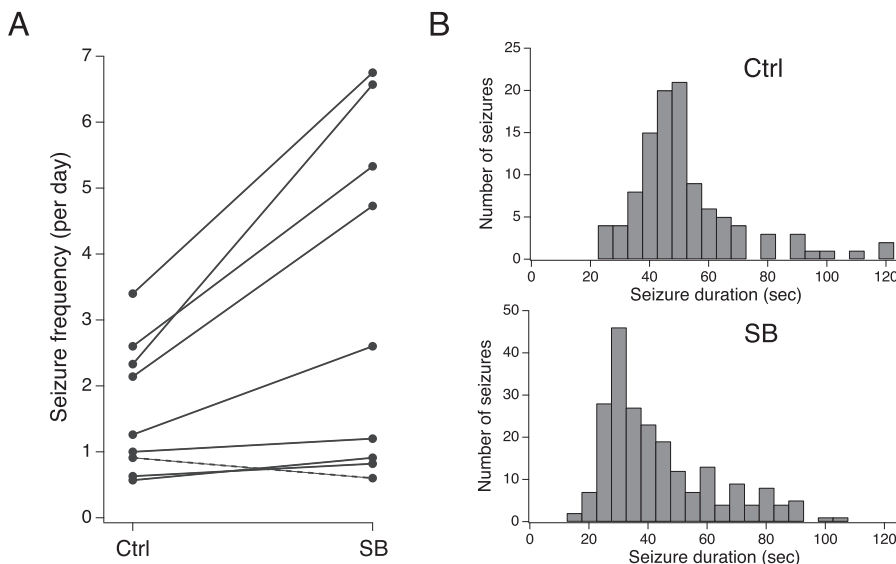 A
7
6
5
4
3
2
1
0
Seizure frequency (per day)
Ctrl SB
B
Ctrl
25
20
15
10
5
0
Number of seizures
0 20 40 60 80 100 120
Seizure duration (sec)
SB
50
40
30
20
10
0
Number of seizures
0 20 40 60 80 100 120
Seizure duration (sec)